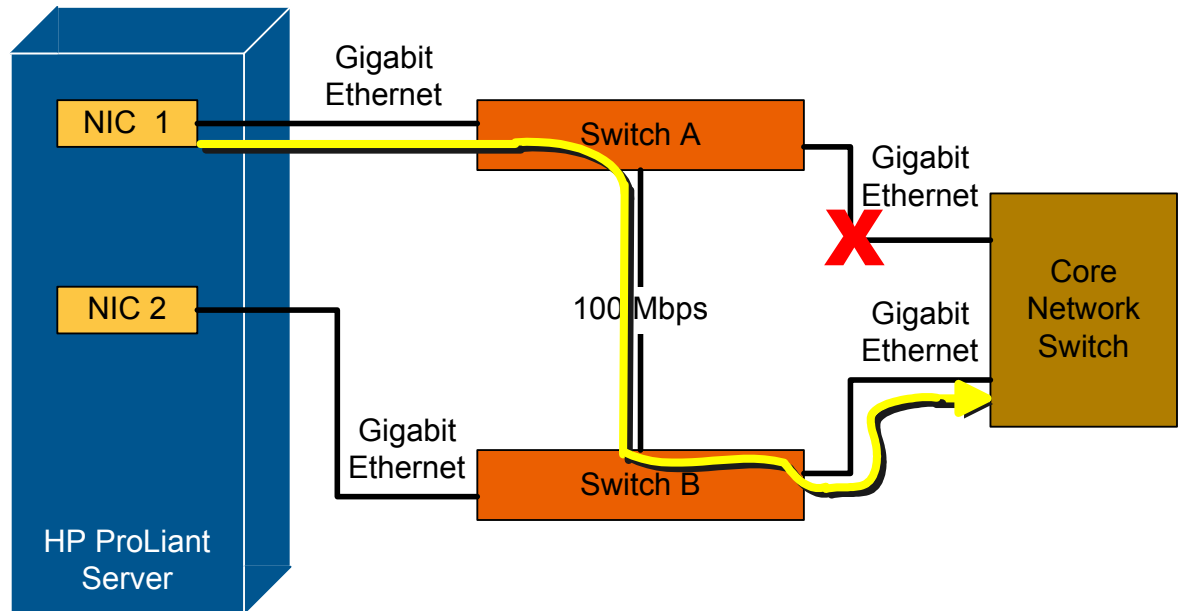 Gigabit
Ethernet
NIC 1
Switch A
Gigabit
Ethernet
NIC 2
100 Mbps
Core
Network
Switch
Gigabit
Ethernet
Gigabit
Ethernet
Switch B
HP ProLiant
Server